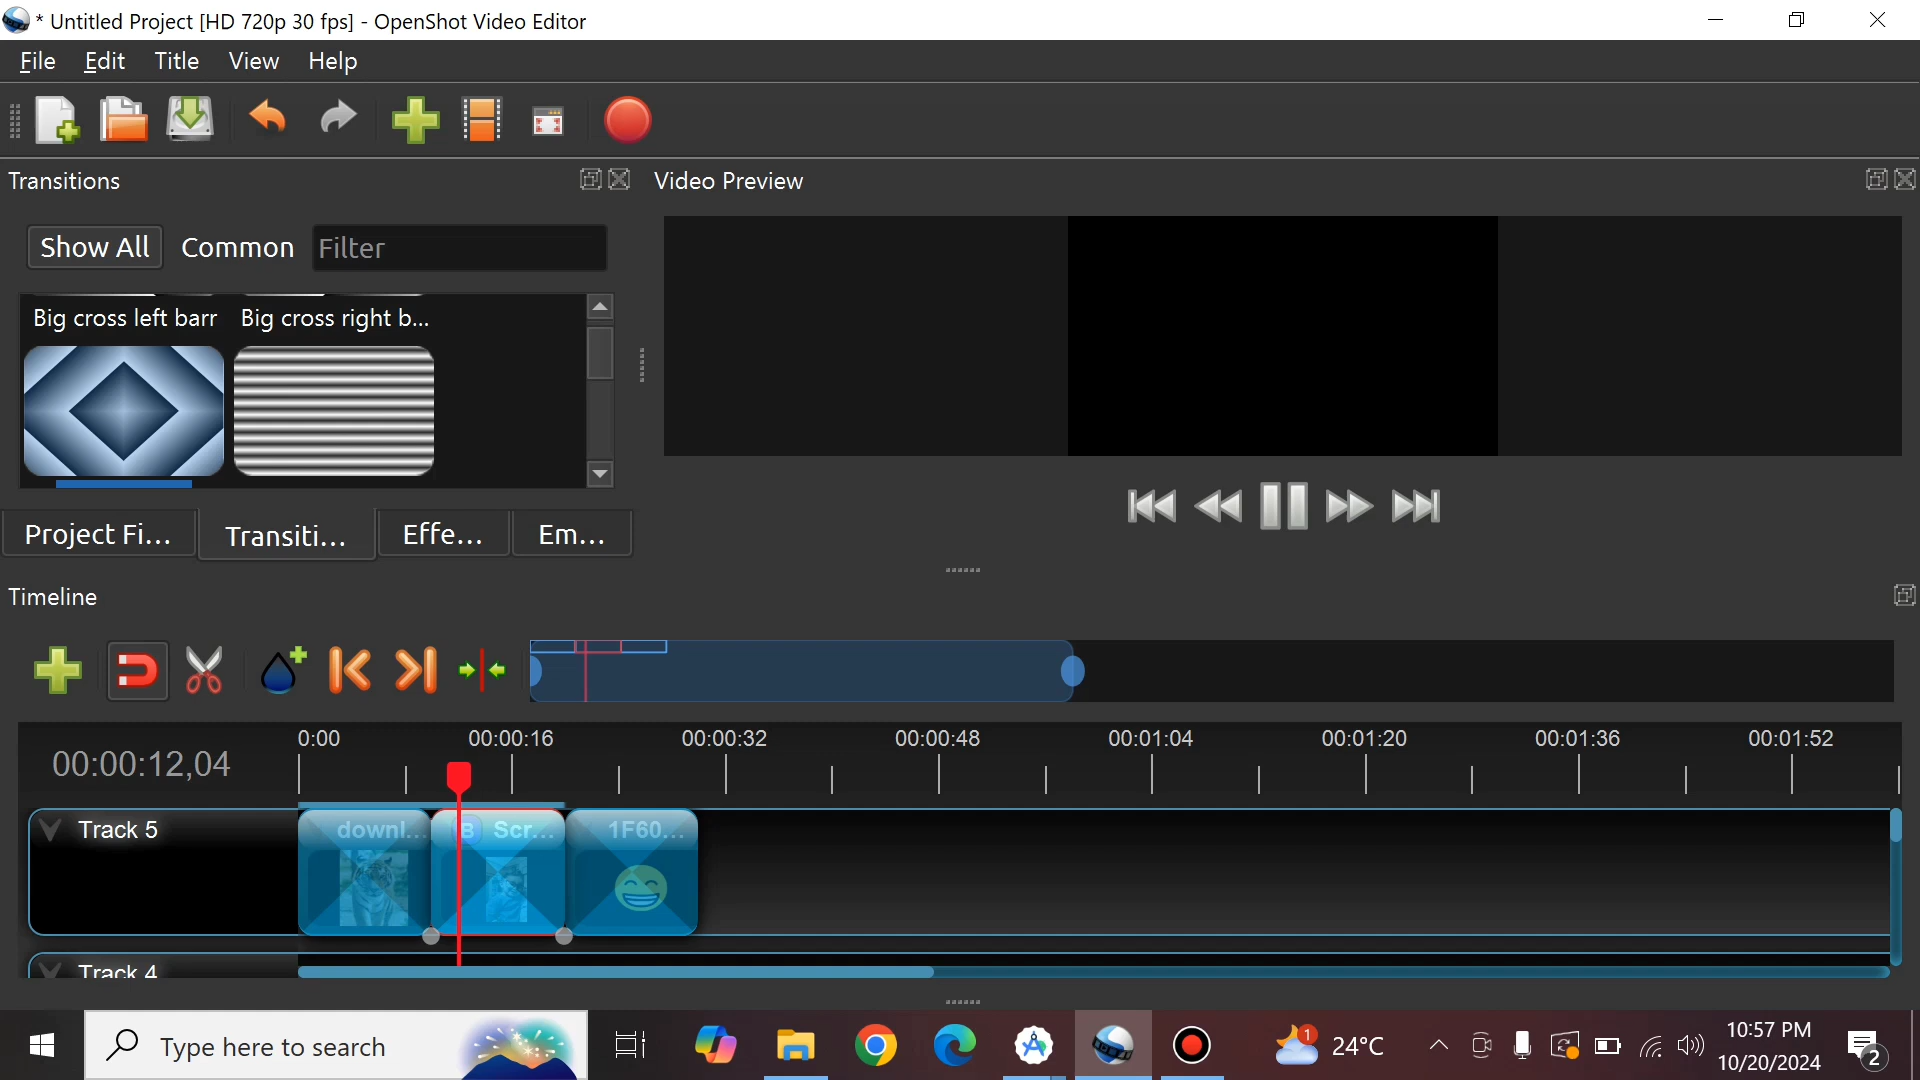 * Untitled Project [HD 720p 30 fps] - OpenShot Video Editor
File Edit Title View Help
Transitions
Video Preview
Show All Common Filter
Big cross left barr Big cross right b...
Project Fi... Transiti... Effe... Em...
Timeline
00:00:12,04
0:00 00:00:16 00:00:32 00:00:48 00:01:04 00:01:20 00:01:36 00:01:52
Track 5
downl... B Scr... 1F60...
Track 4
Type here to search
1 24°C
10:57 PM
10/20/2024
2